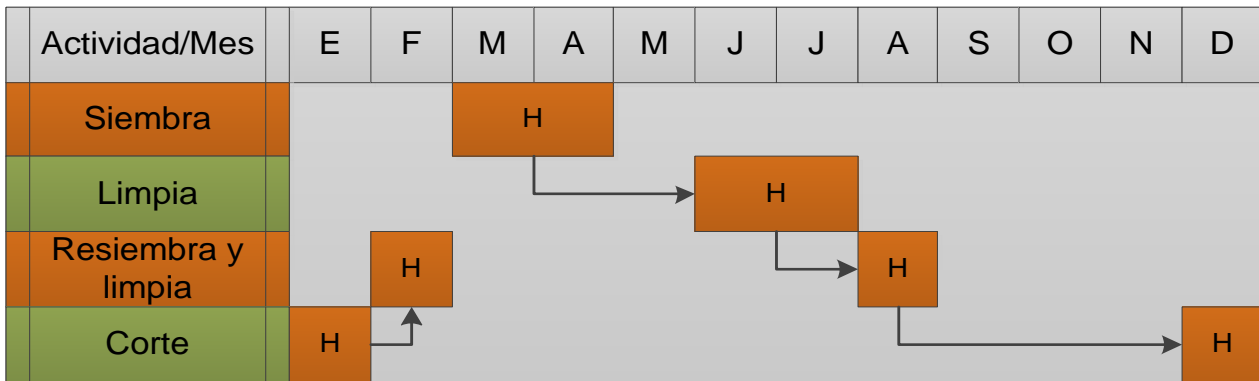 Actividad/Mes E F M A M J J A S O N D
Siembra H
Limpia H
Resiembra y
limpia H H
Corte H H